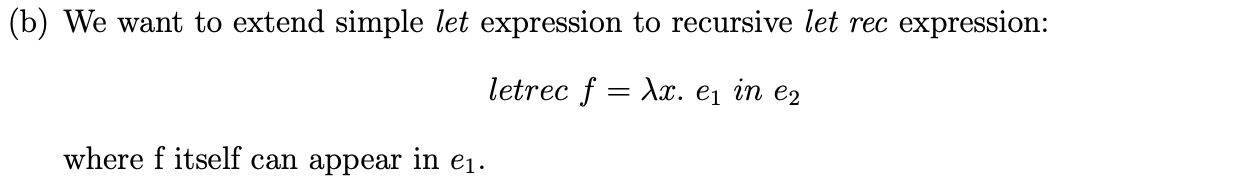 (b) We want to extend simple let expression to recursive let rec expression:
letrec f = λx. e₁ in e₂
where f itself can appear in e₁.